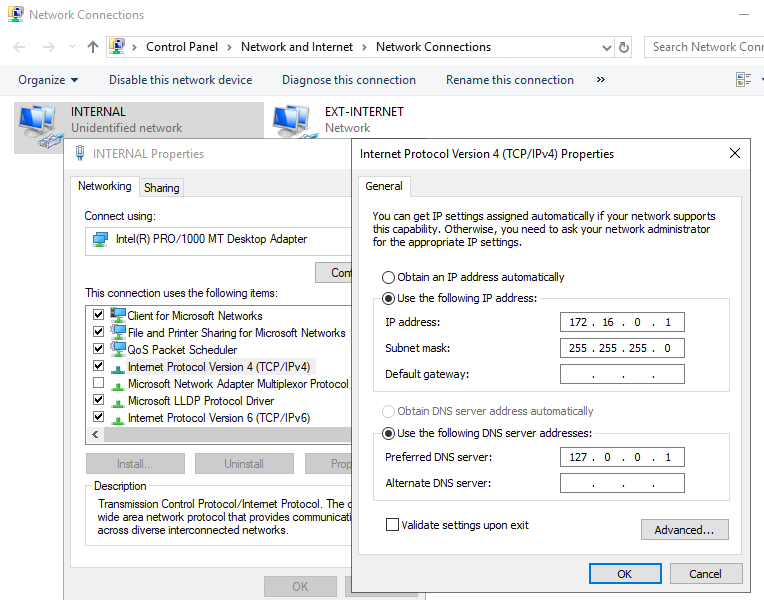 Network Connections
Control Panel > Network and Internet > Network Connections
Search Network Conn
Organize Disable this network device Diagnose this connection Rename this connection »
INTERNAL
Unidentified network
EXT-INTERNET
Network
INTERNAL Properties
Networking Sharing
Connect using:
Intel(R) PRO/1000 MT Desktop Adapter
Con
This connection uses the following items:
Client for Microsoft Networks
File and Printer Sharing for Microsoft Networks
QoS Packet Scheduler
Internet Protocol Version 4 (TCP/IPv4)
Microsoft Network Adapter Multiplexor Protocol
Microsoft LLDP Protocol Driver
Internet Protocol Version 6 (TCP/IPv6)
Install... Uninstall Prop
Description
Transmission Control Protocol/Internet Protocol. The
wide area network protocol that provides communicati
across diverse interconnected networks.
OK
Internet Protocol Version 4 (TCP/IPv4) Properties
General
You can get IP settings assigned automatically if your network supports
this capability. Otherwise, you need to ask your network administrator
for the appropriate IP settings.
Obtain an IP address automatically
Use the following IP address:
IP address: 172 . 16 . 0 . 1
Subnet mask: 255 . 255 . 255 . 0
Default gateway: . . .
Obtain DNS server address automatically
Use the following DNS server addresses:
Preferred DNS server: 127 . 0 . 0 . 1
Alternate DNS server: . . .
Validate settings upon exit
Advanced...
OK Cancel